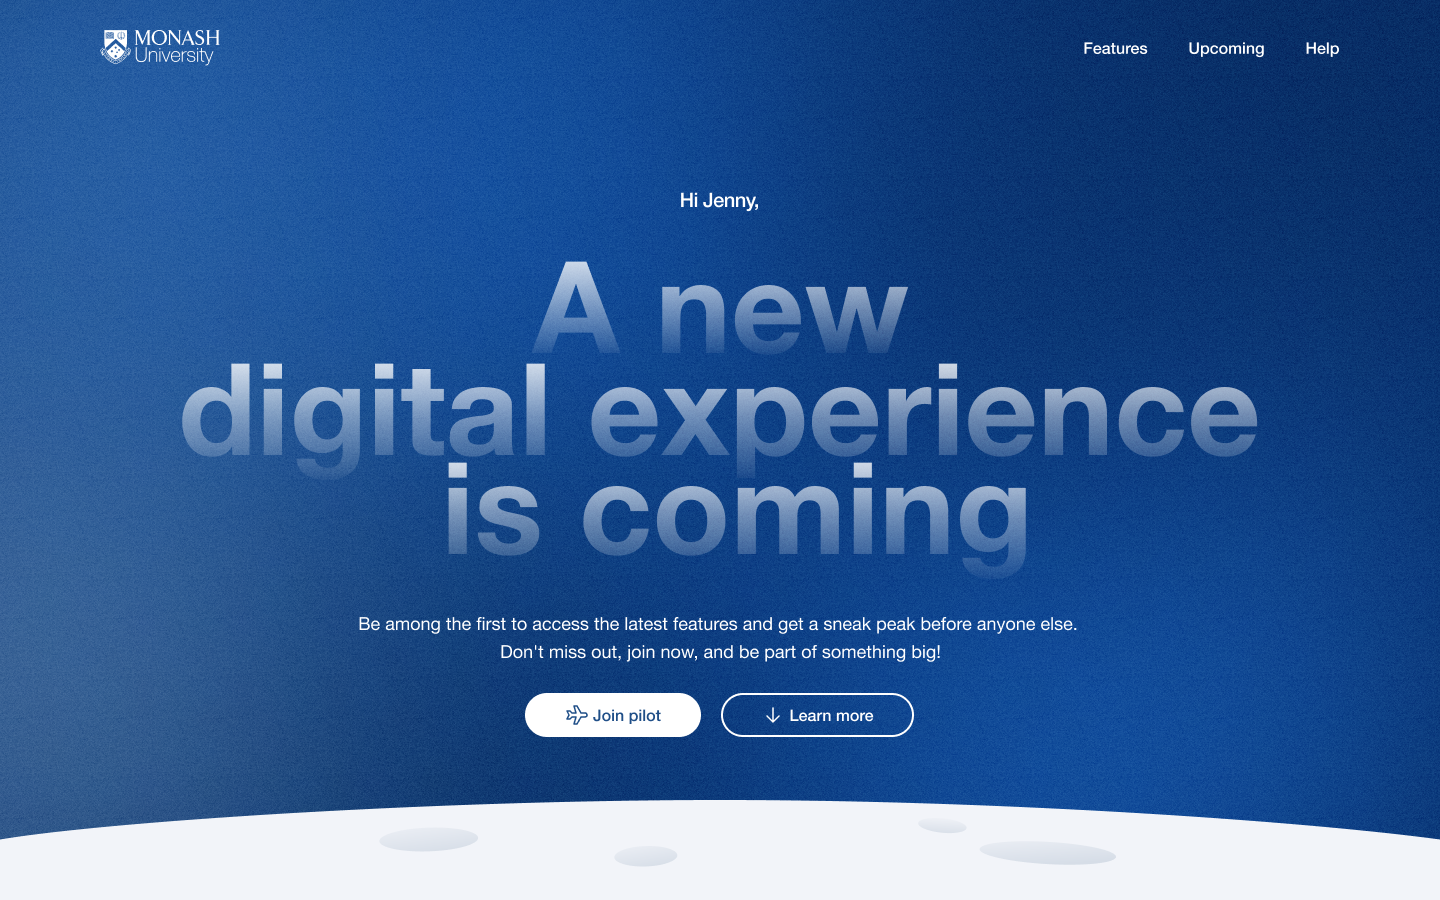 MONASH
University
Features
Upcoming
Help
Hi Jenny,
A new
digital experience
is coming
Be among the first to access the latest features and get a sneak peak before anyone else.
Don't miss out, join now, and be part of something big!
Join pilot
Learn more